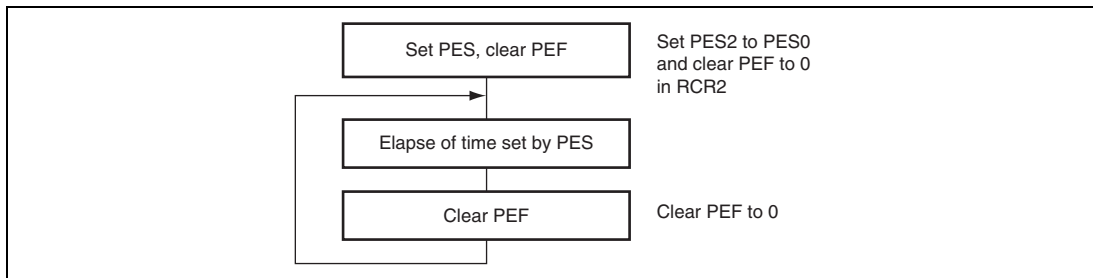 Set PES, clear PEF
Set PES2 to PES0
and clear PEF to 0
in RCR2
Elapse of time set by PES
Clear PEF
Clear PEF to 0